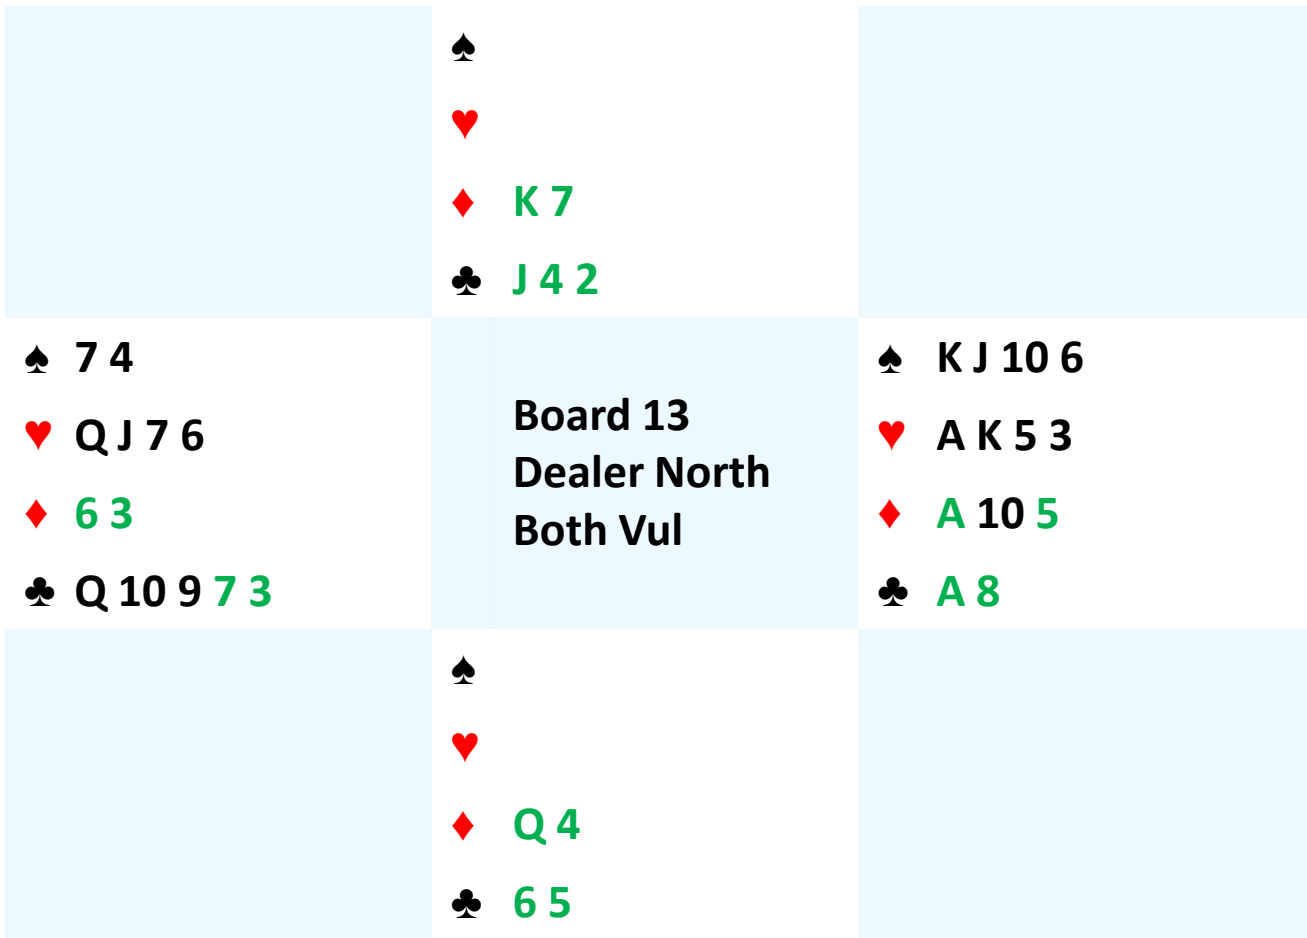 ♠
♥
♦ K 7
♣ J 4 2
♠ 7 4
♥ Q J 7 6
♦ 6 3
♣ Q 10 9 7 3
Board 13
Dealer North
Both Vul
♠ K J 10 6
♥ A K 5 3
♦ A 10 5
♣ A 8
♠
♥
♦ Q 4
♣ 6 5